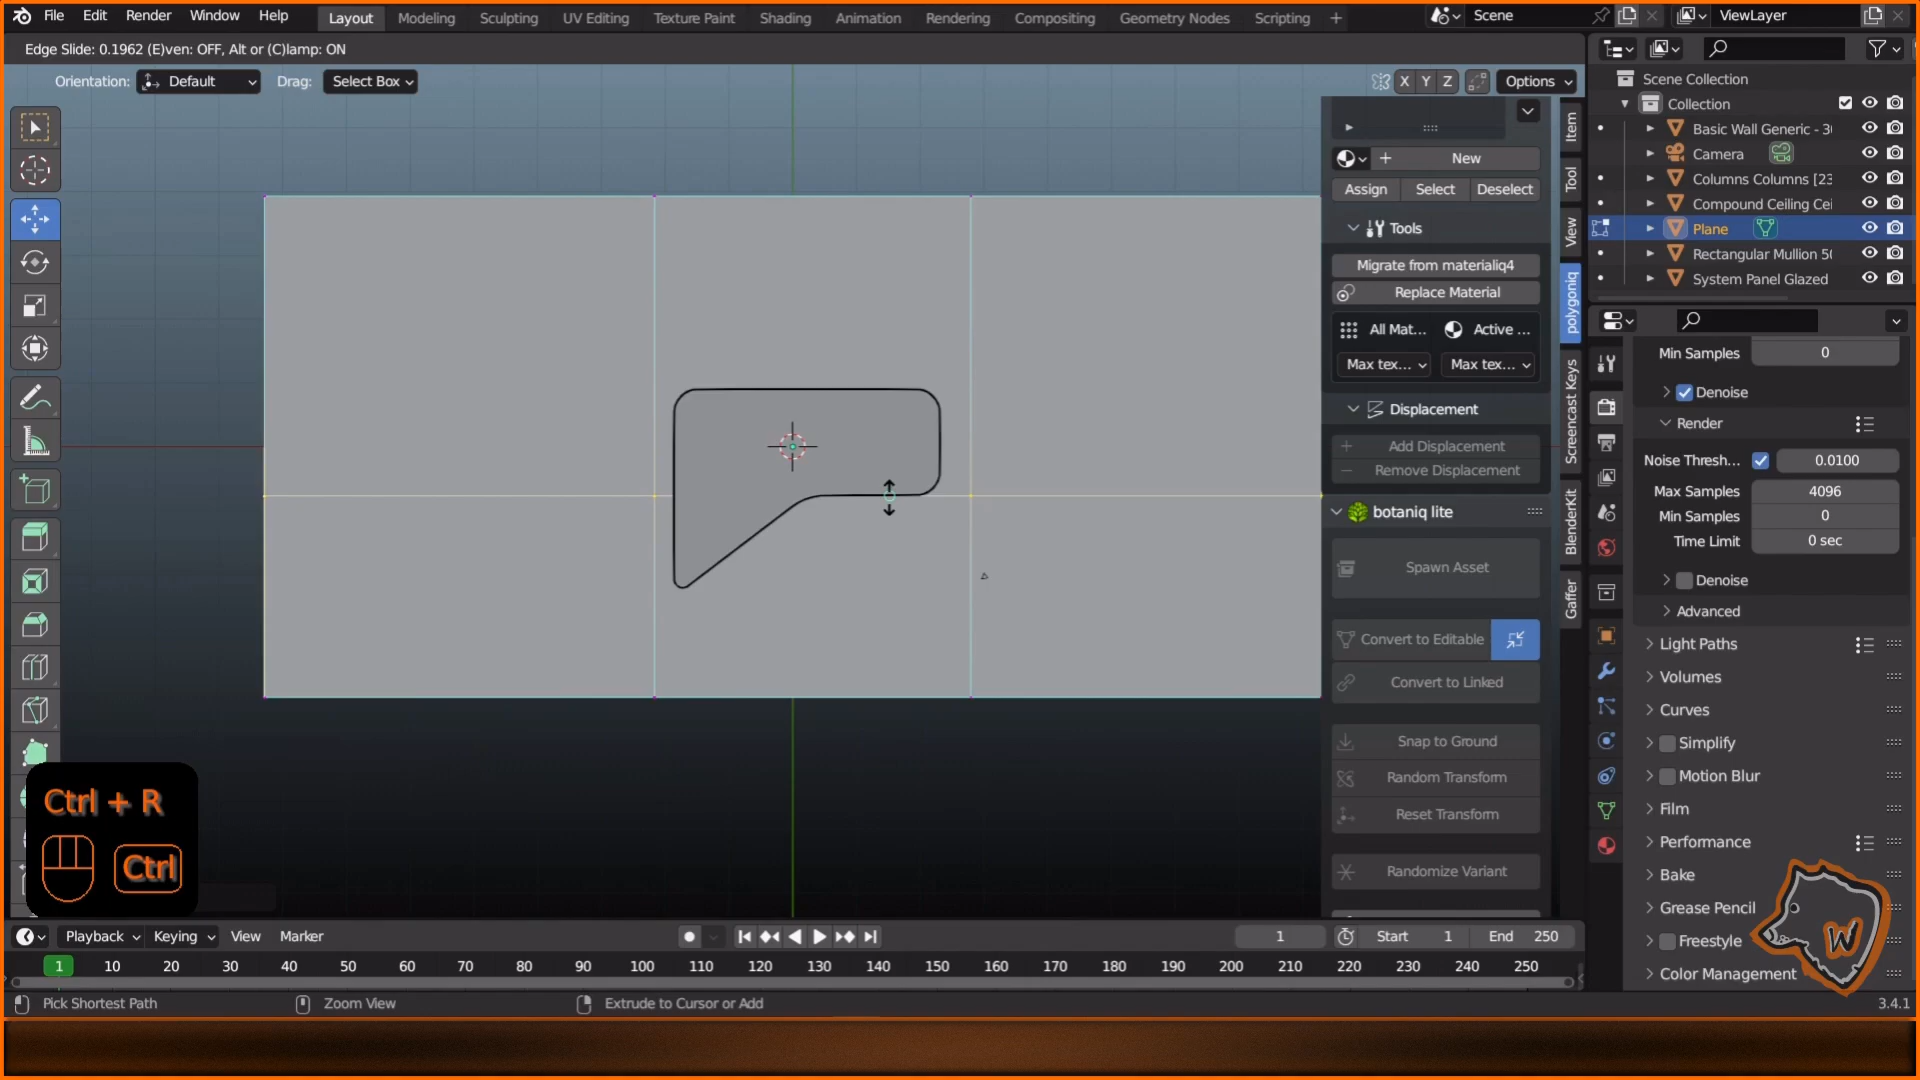 File Edit Render Window Help Layout Modeling Sculpting UV Editing Texture Paint Shading Animation Rendering Compositing Geometry Nodes Scripting + Scene ViewLayer
Edge Slide: 0.1962 (E)ven: OFF, Alt or (C)lamp: ON
Orientation: Default Drag: Select Box X Y Z Options
Scene Collection
Collection
Basic Wall Generic - 3
Camera
Columns Columns [23
Compound Ceiling Cei
Plane
Rectangular Mullion 50
System Panel Glazed
New
Assign Select Deselect
Tools
Migrate from materialiq4
Replace Material
All Mat... Active ...
Max tex... Max tex...
Displacement
Add Displacement
Remove Displacement
botaniq lite
Spawn Asset
Convert to Editable
Convert to Linked
Snap to Ground
Random Transform
Reset Transform
Randomize Variant
Item
Tool
View
polygoniq
Screencast Keys
BlenderKit
Gaffer
Min Samples 0
Denoise
Render
Noise Thresh... 0.0100
Max Samples 4096
Min Samples 0
Time Limit 0 sec
Denoise
Advanced
Light Paths
Volumes
Curves
Simplify
Motion Blur
Film
Performance
Bake
Grease Pencil
Freestyle
Color Management
W
Ctrl + R
Ctrl
Playback Keying View Marker 1 Start 1 End 250
1 10 20 30 40 50 60 70 80 90 100 110 120 130 140 150 160 170 180 190 200 210 220 230 240 250
Pick Shortest Path Zoom View Extrude to Cursor or Add 3.4.1